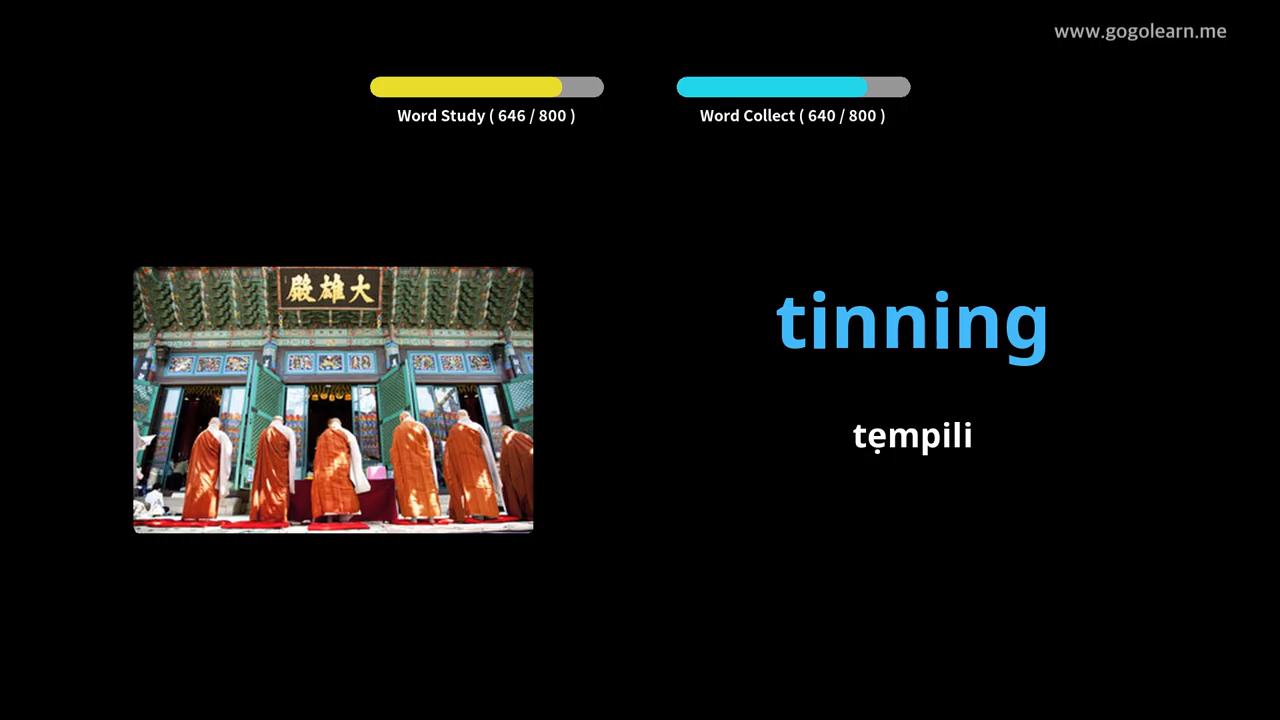 www.gogolearn.me
Word Study ( 646 / 800 )
Word Collect ( 640 / 800 )
殿雄大
tinning
tẹmpili